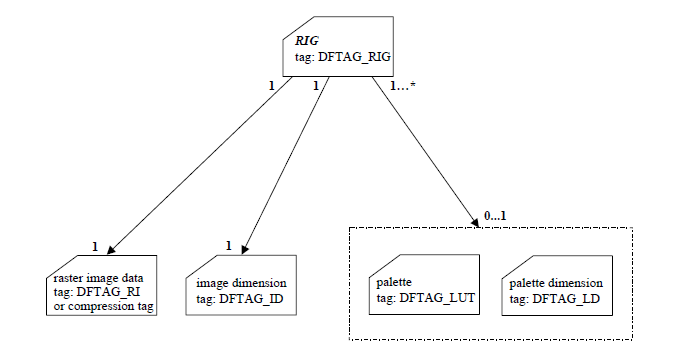 RIG
tag: DFTAG_RIG
1
1
1…*
1
1
0...1
raster image data
tag: DFTAG_RI
or compression tag
image dimension
tag: DFTAG_ID
palette
tag: DFTAG_LUT
palette dimension
tag: DFTAG_LD